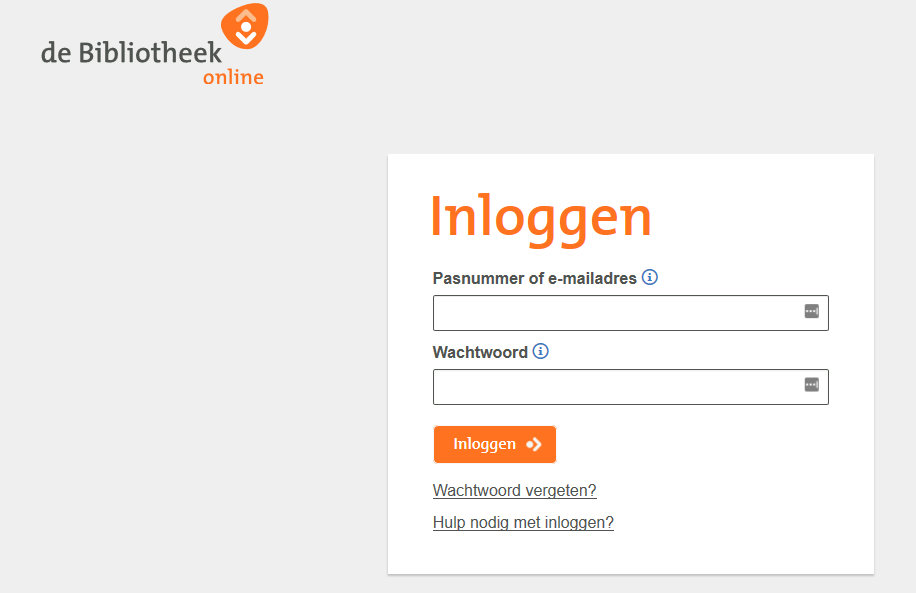 de Bibliotheek
online
Inloggen
Pasnummer of e-mailadres
Wachtwoord
Inloggen
Wachtwoord vergeten?
Hulp nodig met inloggen?